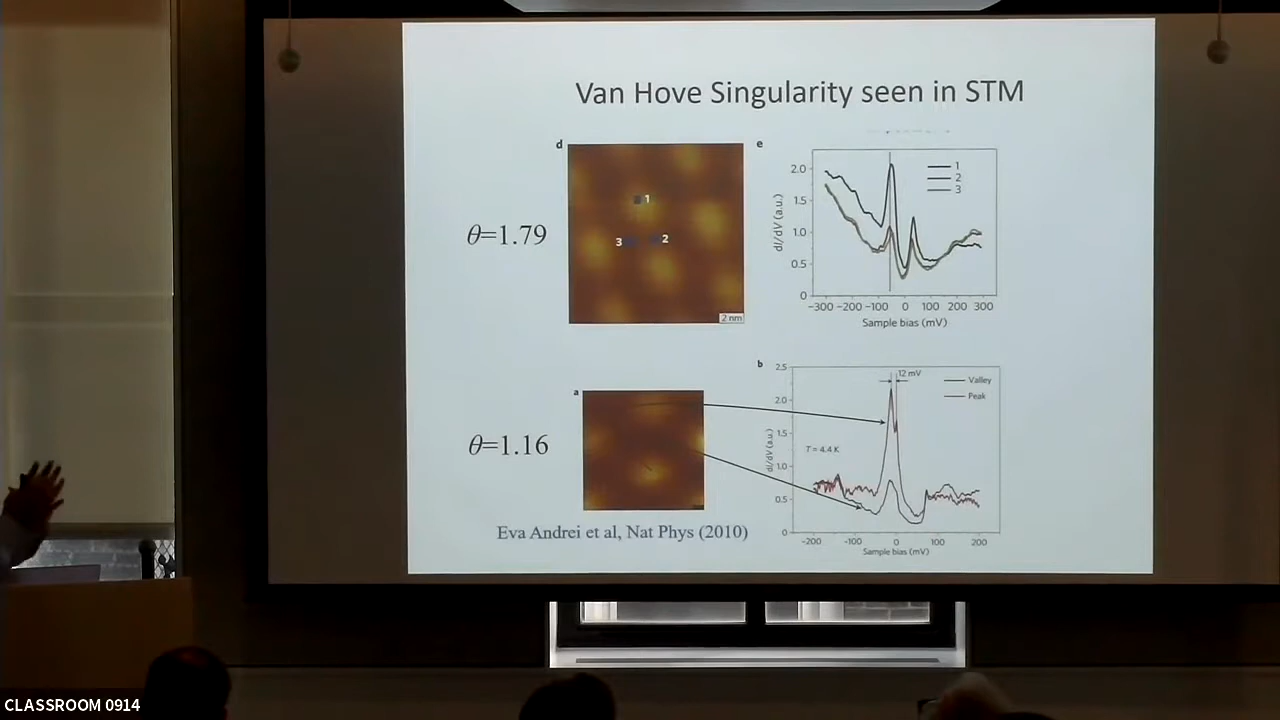 Van Hove Singularity seen in STM
d
1
2
3
2 nm
θ=1.79
e
2.0
1.5
1.0
0.5
0
dI/dV (a.u.)
1
2
3
−300 −200 −100 0 100 200 300
Sample bias (mV)
θ=1.16
a
b
2.5
2.0
1.5
1.0
0.5
0
dI/dV (a.u.)
12 mV
Valley
Peak
T = 4.4 K
−200 −100 0 100 200
Sample bias (mV)
Eva Andrei et al, Nat Phys (2010)
CLASSROOM 0914